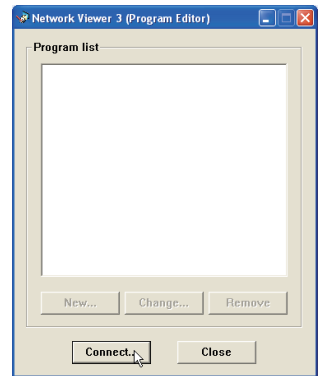 Network Viewer 3 (Program Editor)
Program list
New... Change... Remove
Connect... Close